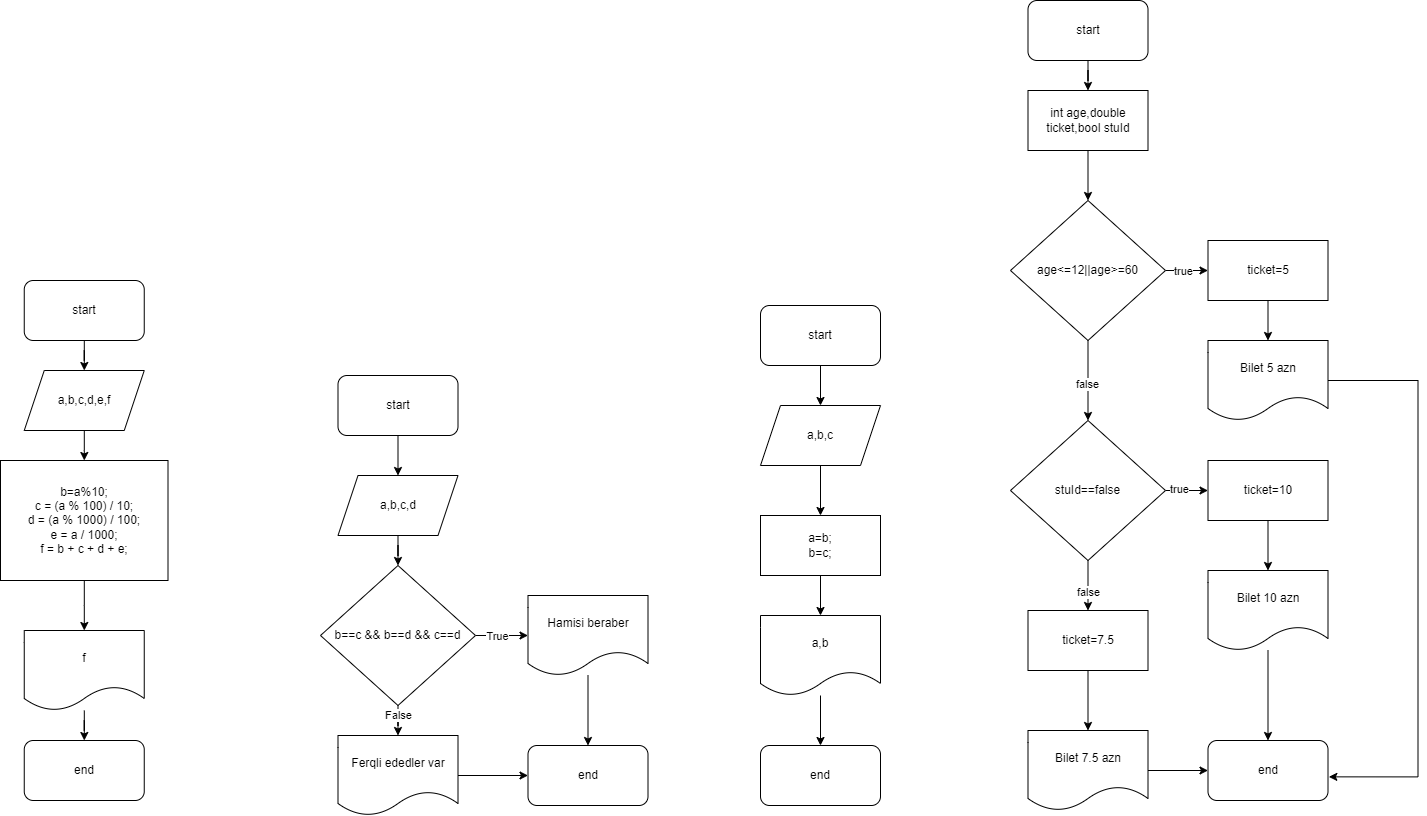 start
a,b,c,d,e,f
b=a%10;
c = (a % 100) / 10;
d = (a % 1000) / 100;
e = a / 1000;
f = b + c + d + e;
f
end
start
a,b,c,d
b==c && b==d && c==d
True
Hamisi beraber
False
Ferqli ededler var
end
start
a,b,c
a=b;
b=c;
a,b
end
start
int age,double
ticket,bool stuId
age<=12||age>=60
true
ticket=5
Bilet 5 azn
false
stuId==false
true
ticket=10
Bilet 10 azn
false
ticket=7.5
Bilet 7.5 azn
end